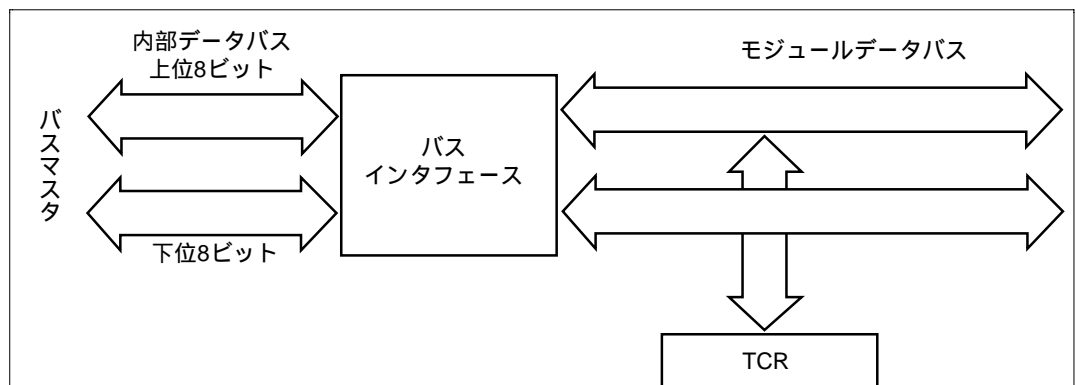 内部データバス
上位8ビット
モジュールデータバス
バスマスタ
バス
インタフェース
下位8ビット
TCR